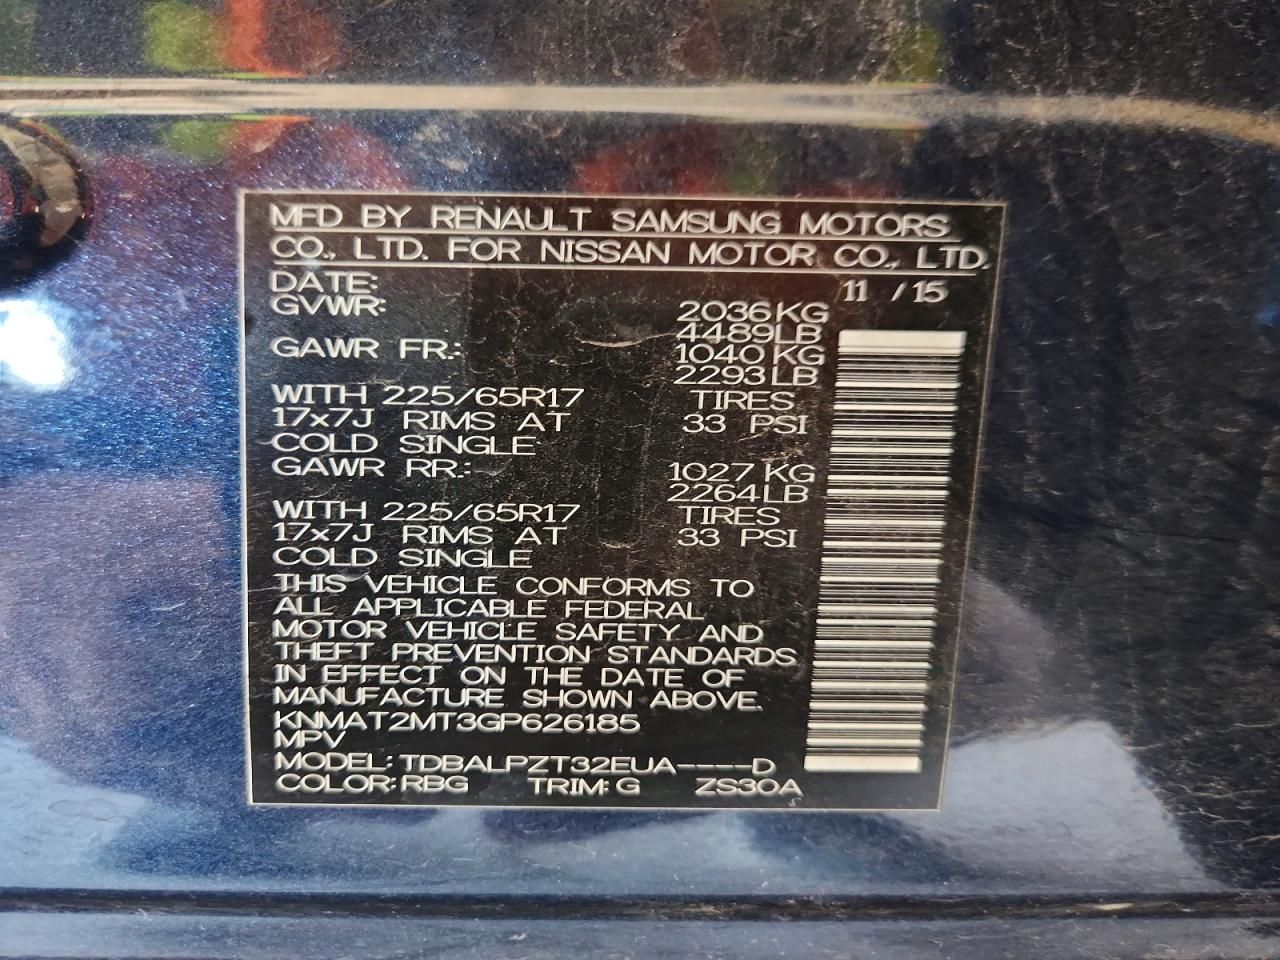 MFD BY RENAULT SAMSUNG MOTORS
CO., LTD. FOR NISSAN MOTOR CO., LTD.
DATE: 11 / 15
GVWR: 2036 KG
4489 LB
GAWR FR.: 1040 KG
2293 LB
WITH 225/65R17 TIRES
17x7J RIMS AT 33 PSI
COLD SINGLE
GAWR RR.: 1027 KG
2264 LB
WITH 225/65R17 TIRES
17x7J RIMS AT 33 PSI
COLD SINGLE
THIS VEHICLE CONFORMS TO
ALL APPLICABLE FEDERAL
MOTOR VEHICLE SAFETY AND
THEFT PREVENTION STANDARDS
IN EFFECT ON THE DATE OF
MANUFACTURE SHOWN ABOVE.
KNMAT2MT3GP626185
MPV
MODEL: TDBALPZT32EUA----D
COLOR: RBG TRIM: G ZS30A